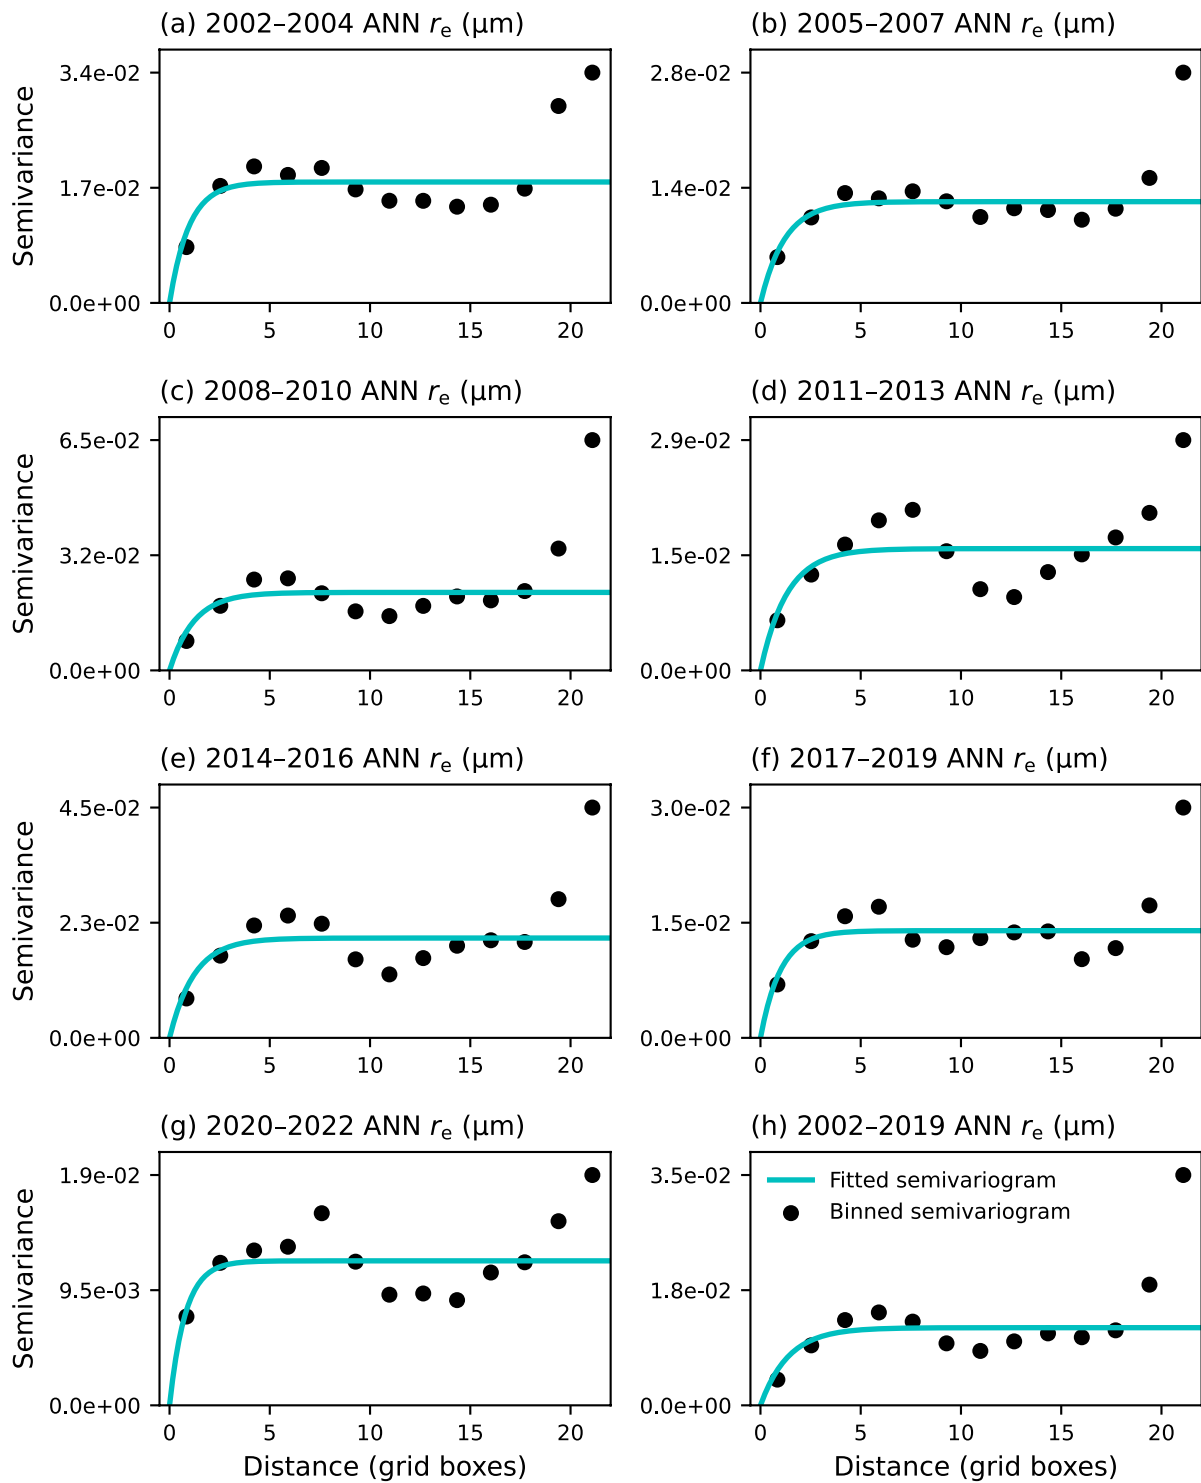 (a) 2002–2004 ANN rₑ (μm)
3.4e-02
1.7e-02
0.0e+00
Semivariance
0 5 10 15 20
(b) 2005–2007 ANN rₑ (μm)
2.8e-02
1.4e-02
0.0e+00
0 5 10 15 20
(c) 2008–2010 ANN rₑ (μm)
6.5e-02
3.2e-02
0.0e+00
Semivariance
0 5 10 15 20
(d) 2011–2013 ANN rₑ (μm)
2.9e-02
1.5e-02
0.0e+00
0 5 10 15 20
(e) 2014–2016 ANN rₑ (μm)
4.5e-02
2.3e-02
0.0e+00
Semivariance
0 5 10 15 20
(f) 2017–2019 ANN rₑ (μm)
3.0e-02
1.5e-02
0.0e+00
0 5 10 15 20
(g) 2020–2022 ANN rₑ (μm)
1.9e-02
9.5e-03
0.0e+00
Semivariance
0 5 10 15 20
Distance (grid boxes)
(h) 2002–2019 ANN rₑ (μm)
3.5e-02
1.8e-02
0.0e+00
Fitted semivariogram
Binned semivariogram
0 5 10 15 20
Distance (grid boxes)